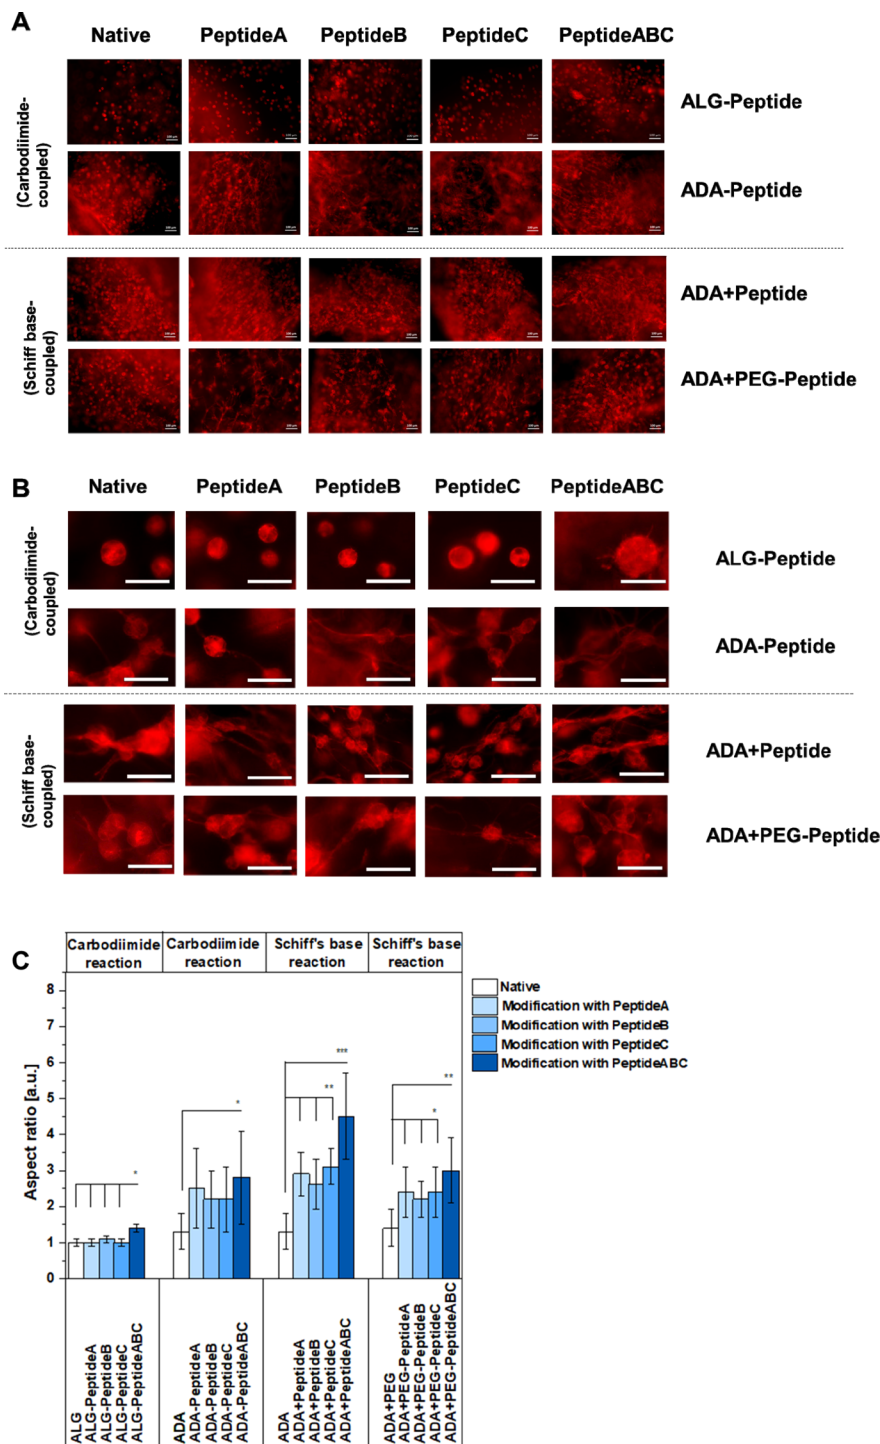 A
Native PeptideA PeptideB PeptideC PeptideABC
(Carbodiimide-
coupled)
ALG-Peptide
ADA-Peptide
(Schiff base-
coupled)
ADA+Peptide
ADA+PEG-Peptide
B
Native PeptideA PeptideB PeptideC PeptideABC
(Carbodiimide-
coupled)
ALG-Peptide
ADA-Peptide
(Schiff base-
coupled)
ADA+Peptide
ADA+PEG-Peptide
C
Carbodiimide
reaction
Carbodiimide
reaction
Schiff's base
reaction
Schiff's base
reaction
Native
Modification with PeptideA
Modification with PeptideB
Modification with PeptideC
Modification with PeptideABC
Aspect ratio [a.u.]
8
7
6
5
4
3
2
1
0
*
*
***
**
**
*
ALG
ALG-PeptideA
ALG-PeptideB
ALG-PeptideC
ALG-PeptideABC
ADA
ADA-PeptideA
ADA-PeptideB
ADA-PeptideC
ADA-PeptideABC
ADA
ADA+PeptideA
ADA+PeptideB
ADA+PeptideC
ADA+PeptideABC
ADA+PEG
ADA+PEG-PeptideA
ADA+PEG-PeptideB
ADA+PEG-PeptideC
ADA+PEG-PeptideABC